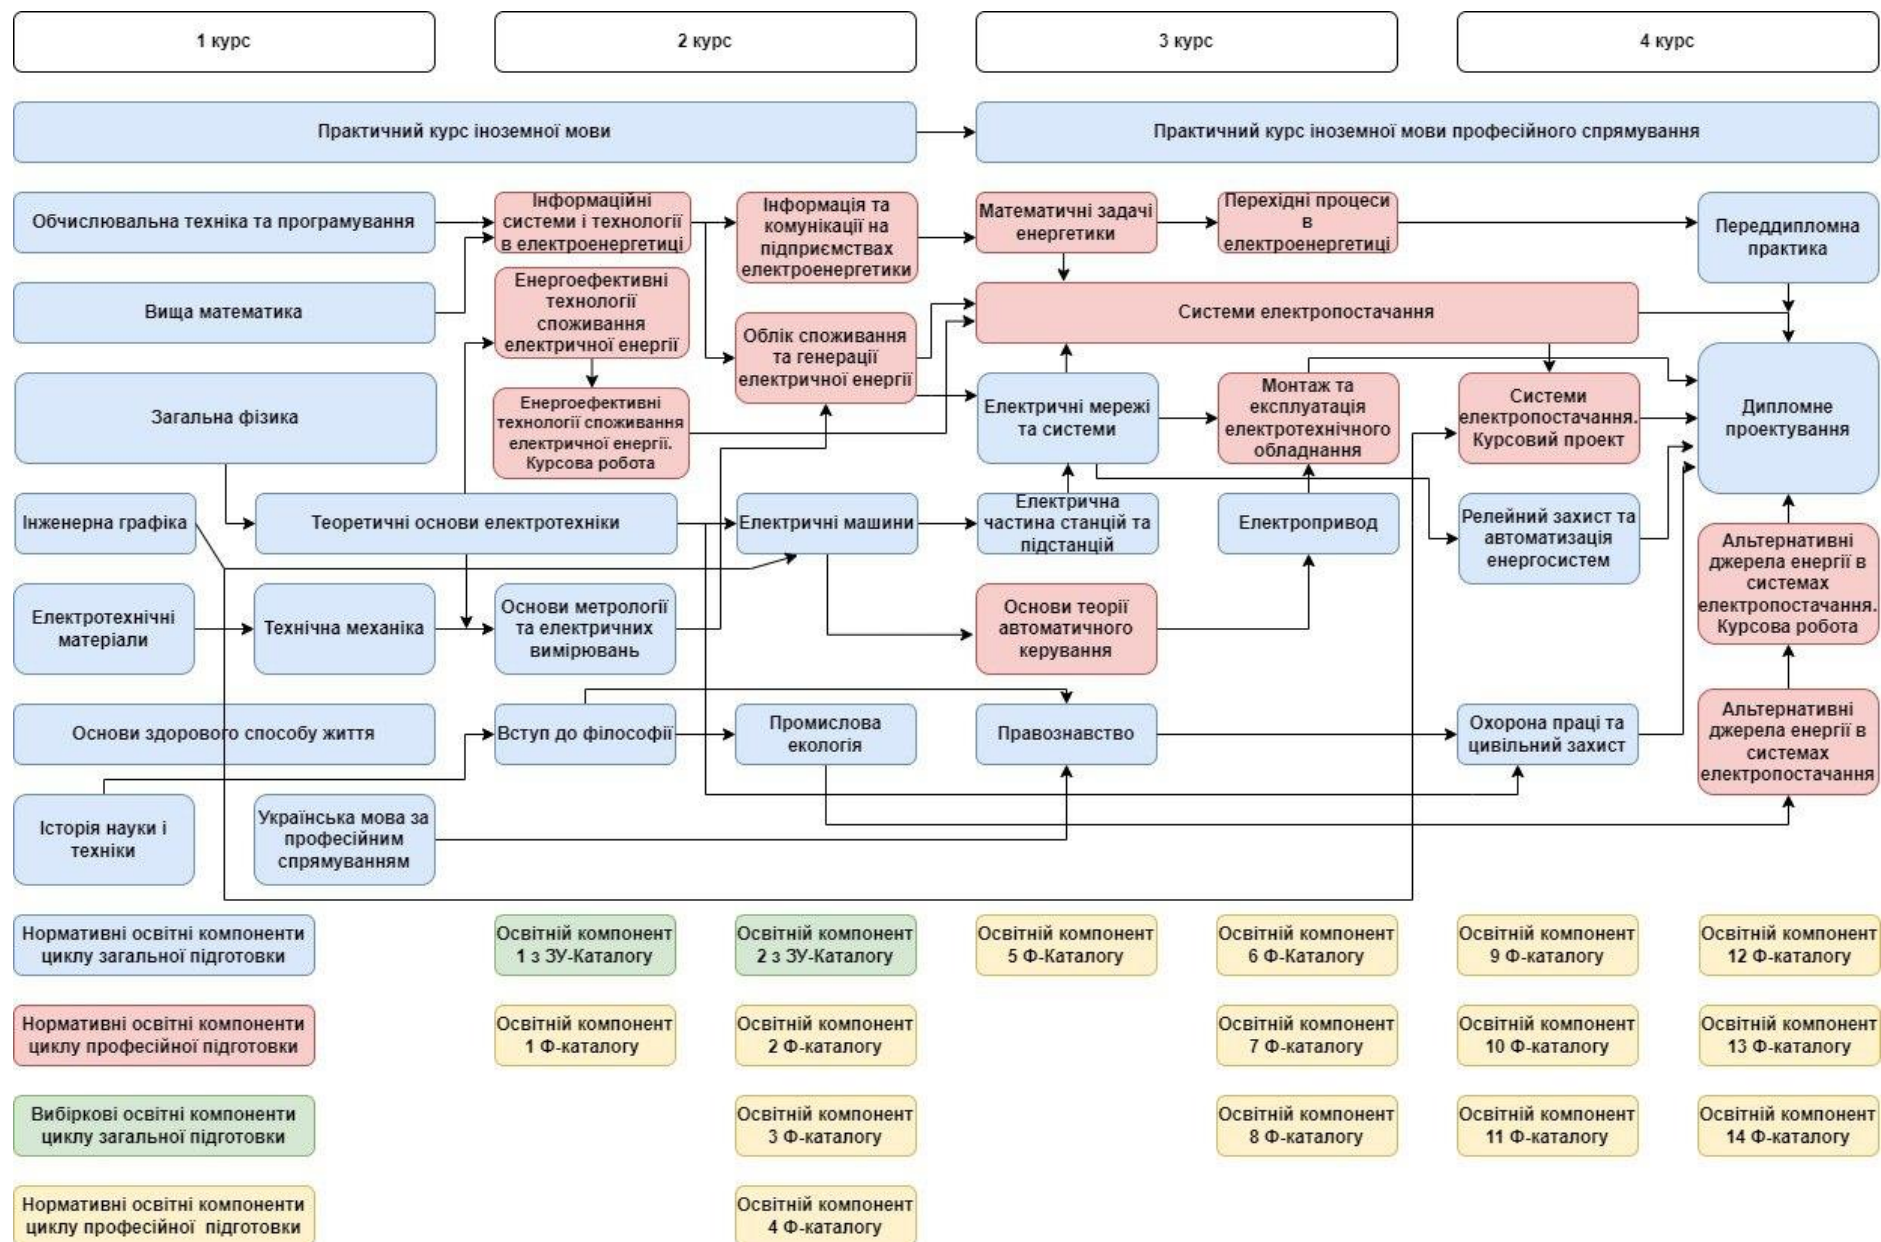 1 курс
2 курс
3 курс
4 курс
Практичний курс іноземної мови
Практичний курс іноземної мови професійного спрямування
Обчислювальна техніка та програмування
Інформаційні
системи і технології
в електроенергетиці
Інформація та
комунікації на
підприємствах
електроенергетики
Математичні задачі
енергетики
Перехідні процеси
в
електроенергетиці
Переддипломна
практика
Вища математика
Енергоефективні
технології
споживання
електричної енергії
Облік споживання
та генерації
електричної енергії
Системи електропостачання
Загальна фізика
Енергоефективні
технології споживання
електричної енергії.
Курсова робота
Електричні мережі
та системи
Монтаж та
експлуатація
електротехнічного
обладнання
Системи
електропостачання.
Курсовий проект
Дипломне
проектування
Інженерна графіка
Теоретичні основи електротехніки
Електричні машини
Електрична
частина станцій та
підстанцій
Електропривод
Релейний захист та
автоматизація
енергосистем
Альтернативні
джерела енергії в
системах
електропостачання.
Курсова робота
Електротехнічні
матеріали
Технічна механіка
Основи метрології
та електричних
вимірювань
Основи теорії
автоматичного
керування
Основи здорового способу життя
Вступ до філософії
Промислова
екологія
Правознавство
Охорона праці та
цивільний захист
Альтернативні
джерела енергії в
системах
електропостачання
Історія науки і
техніки
Українська мова за
професійним
спрямуванням
Нормативні освітні компоненти
циклу загальної підготовки
Освітній компонент
1 з ЗУ-Каталогу
Освітній компонент
2 з ЗУ-Каталогу
Освітній компонент
5 Ф-Каталогу
Освітній компонент
6 Ф-Каталогу
Освітній компонент
9 Ф-каталогу
Освітній компонент
12 Ф-каталогу
Нормативні освітні компоненти
циклу професійної підготовки
Освітній компонент
1 Ф-каталогу
Освітній компонент
2 Ф-каталогу
Освітній компонент
7 Ф-каталогу
Освітній компонент
10 Ф-каталогу
Освітній компонент
13 Ф-каталогу
Вибіркові освітні компоненти
циклу загальної підготовки
Освітній компонент
3 Ф-каталогу
Освітній компонент
8 Ф-каталогу
Освітній компонент
11 Ф-каталогу
Освітній компонент
14 Ф-каталогу
Нормативні освітні компоненти
циклу професійної підготовки
Освітній компонент
4 Ф-каталогу